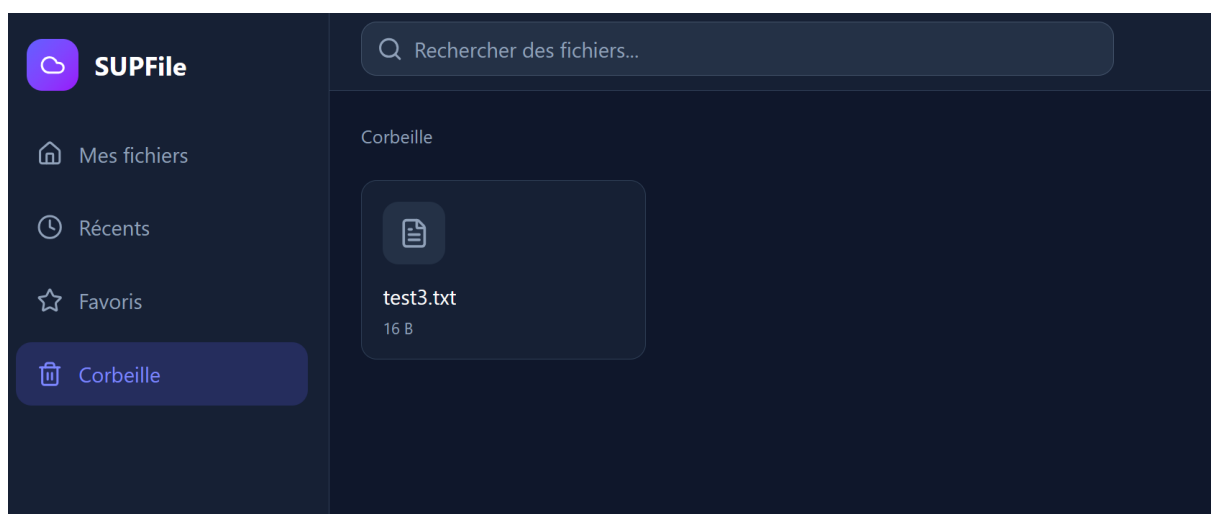 SUPFile
Rechercher des fichiers...
Mes fichiers
Récents
Favoris
Corbeille
Corbeille
test3.txt
16 B